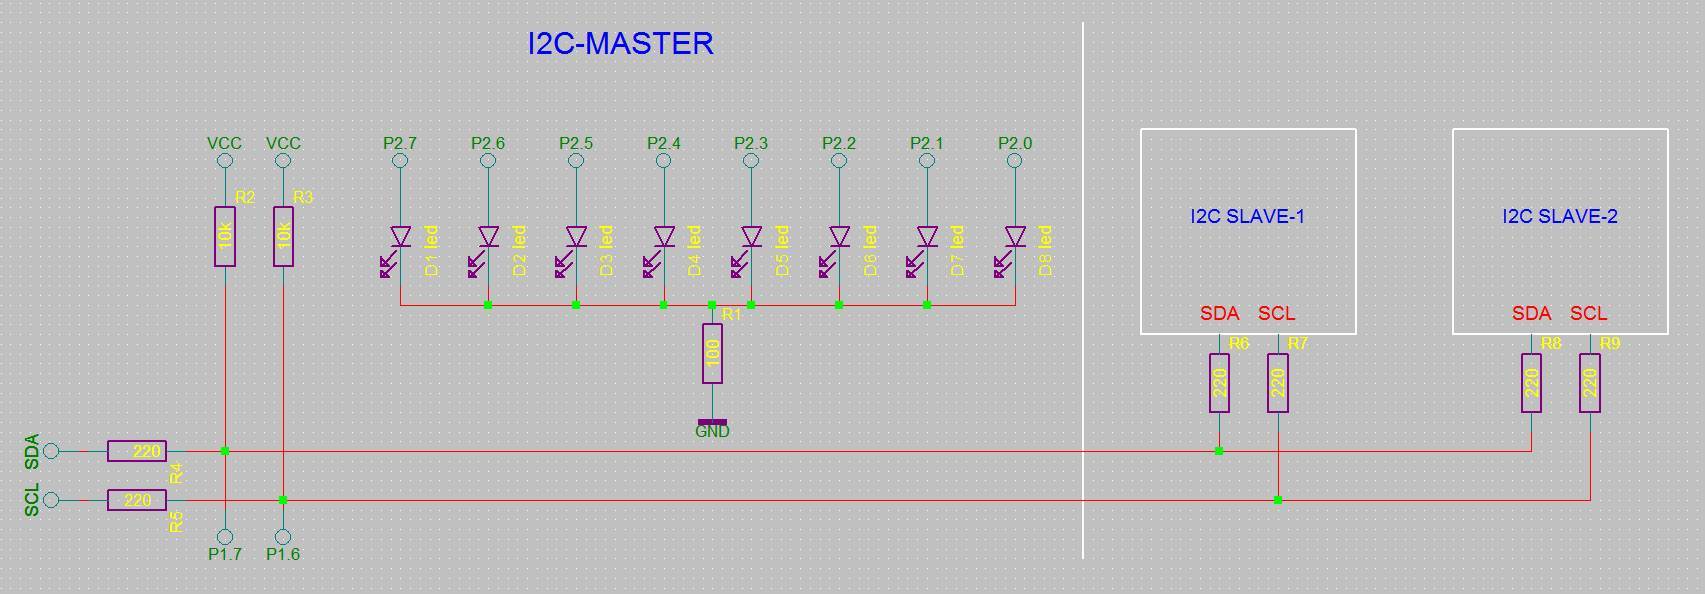 I2C-MASTER
VCC VCC P2.7 P2.6 P2.5 P2.4 P2.3 P2.2 P2.1 P2.0
R2 R3
10k 10k
D1 led D2 led D3 led D4 led D5 led D6 led D7 led D8 led
R1
100
GND
I2C SLAVE-1 I2C SLAVE-2
SDA SCL SDA SCL
R6 R7 R8 R9
220 220 220 220
SDA 220 R4
SCL 220 R5
P1.7 P1.6